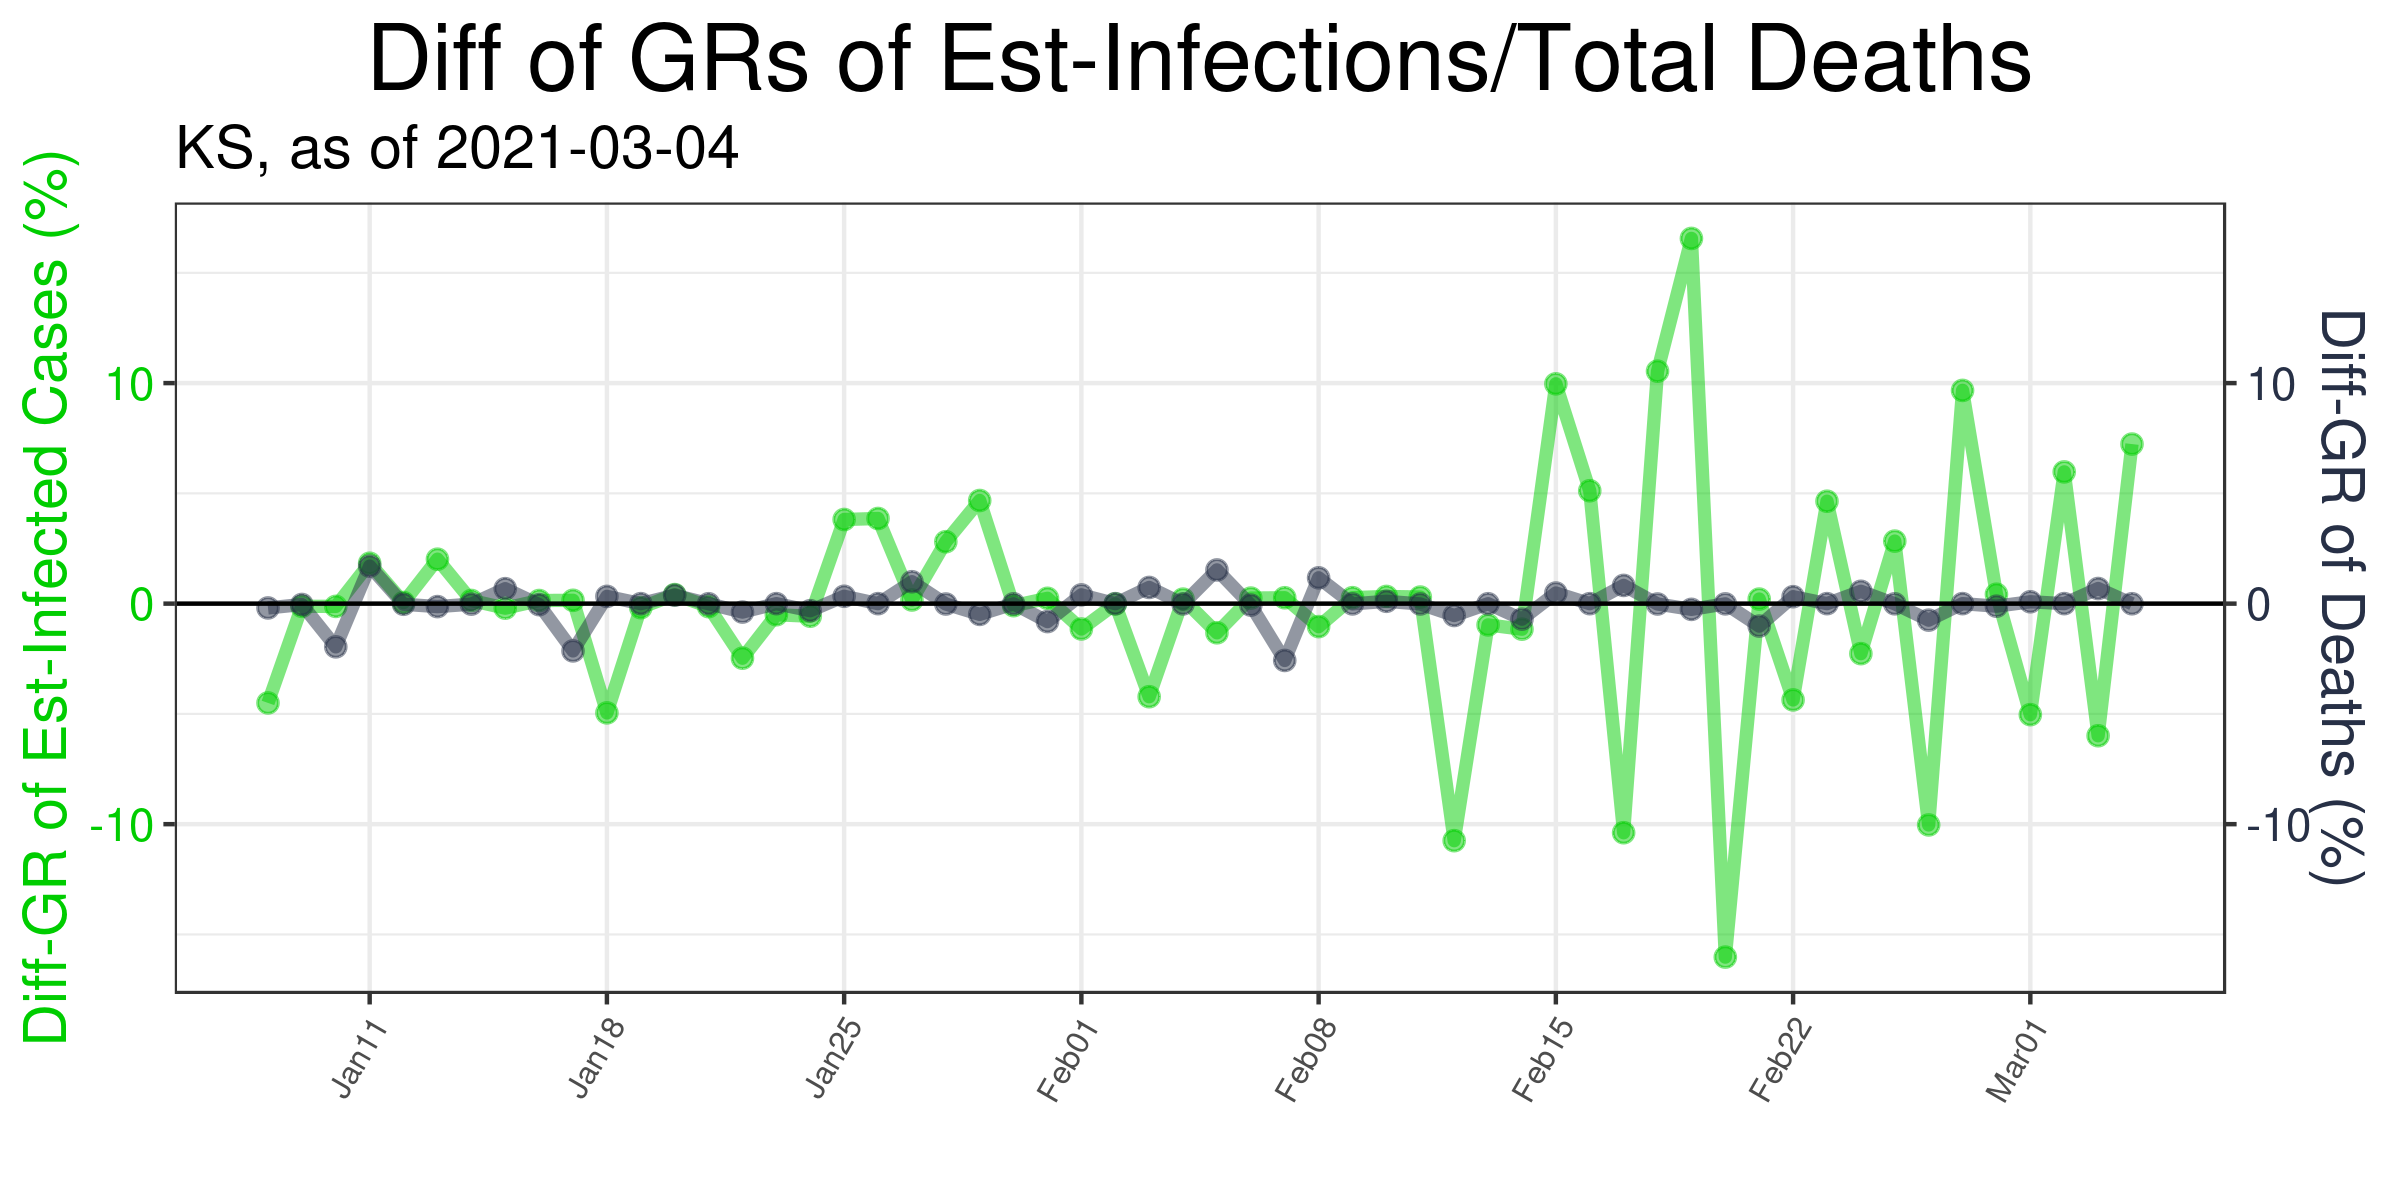 Diff of GRs of Est-Infections/Total Deaths
KS, as of 2021-03-04
Diff-GR of Est-Infected Cases (%)
10
0
-10
10
0
-10
Diff-GR of Deaths (%)
Jan11
Jan18
Jan25
Feb01
Feb08
Feb15
Feb22
Mar01